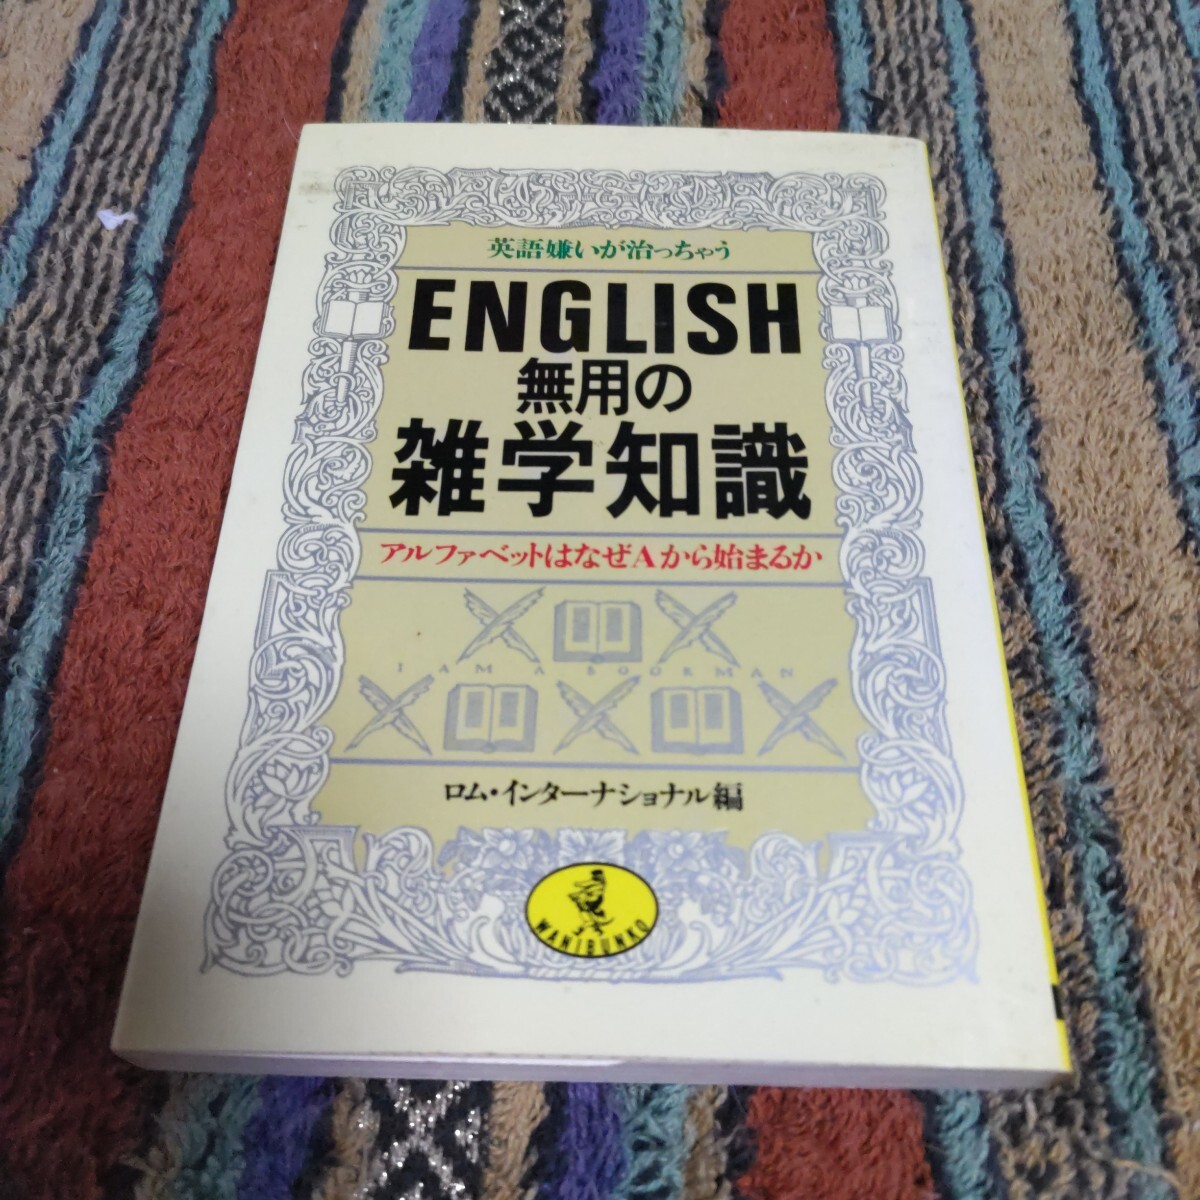 英語嫌いが治っちゃう
ENGLISH
無用の
雑学知識
アルファベットはなぜAから始まるか
I AM A BOOKMAN
ロム・インターナショナル編
WANIBUNKO